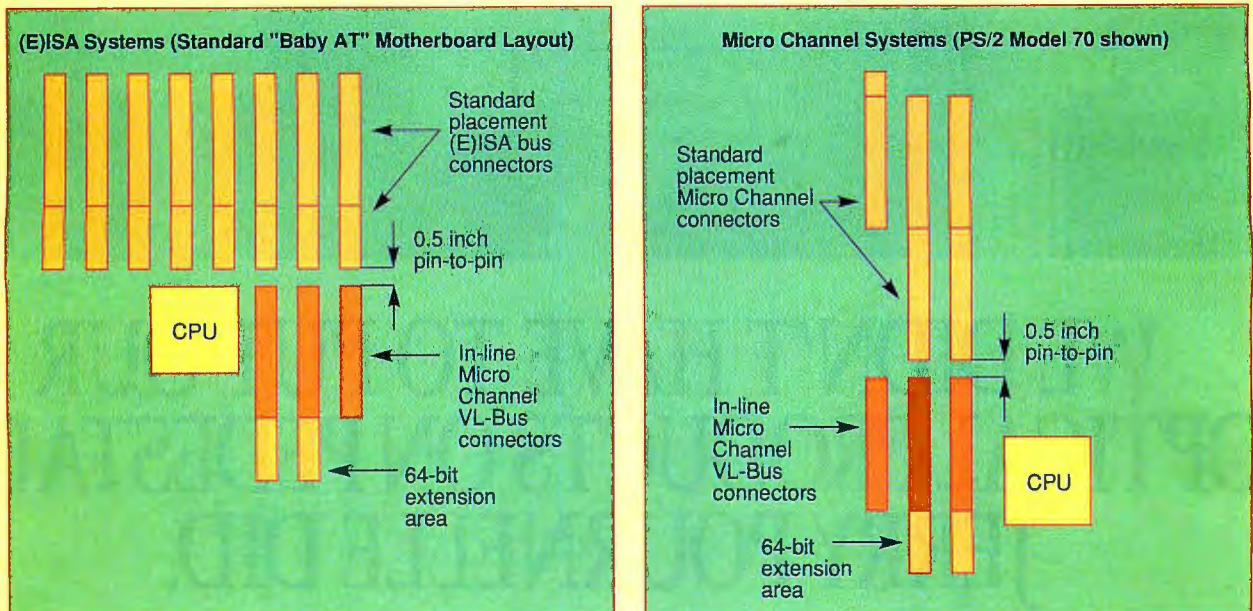 (E)ISA Systems (Standard "Baby AT" Motherboard Layout)
Standard
placement
(E)ISA bus
connectors
0.5 inch
pin-to-pin
CPU
In-line
Micro
Channel
VL-Bus
connectors
64-bit
extension
area
Micro Channel Systems (PS/2 Model 70 shown)
Standard
placement
Micro Channel
connectors
0.5 inch
pin-to-pin
In-line
Micro
Channel
VL-Bus
connectors
CPU
64-bit
extension
area